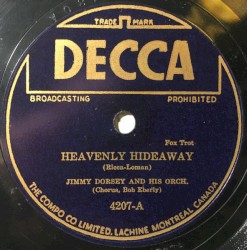 TRADE MARK
DECCA
BROADCASTING PROHIBITED
Fox Trot
HEAVENLY HIDEAWAY
(Rissa-Loman)
JIMMY DORSEY AND HIS ORCH.
(Chorus, Bob Eberly)
4207-A
THE COMPO CO. LIMITED. LACHINE MONTREAL CANADA